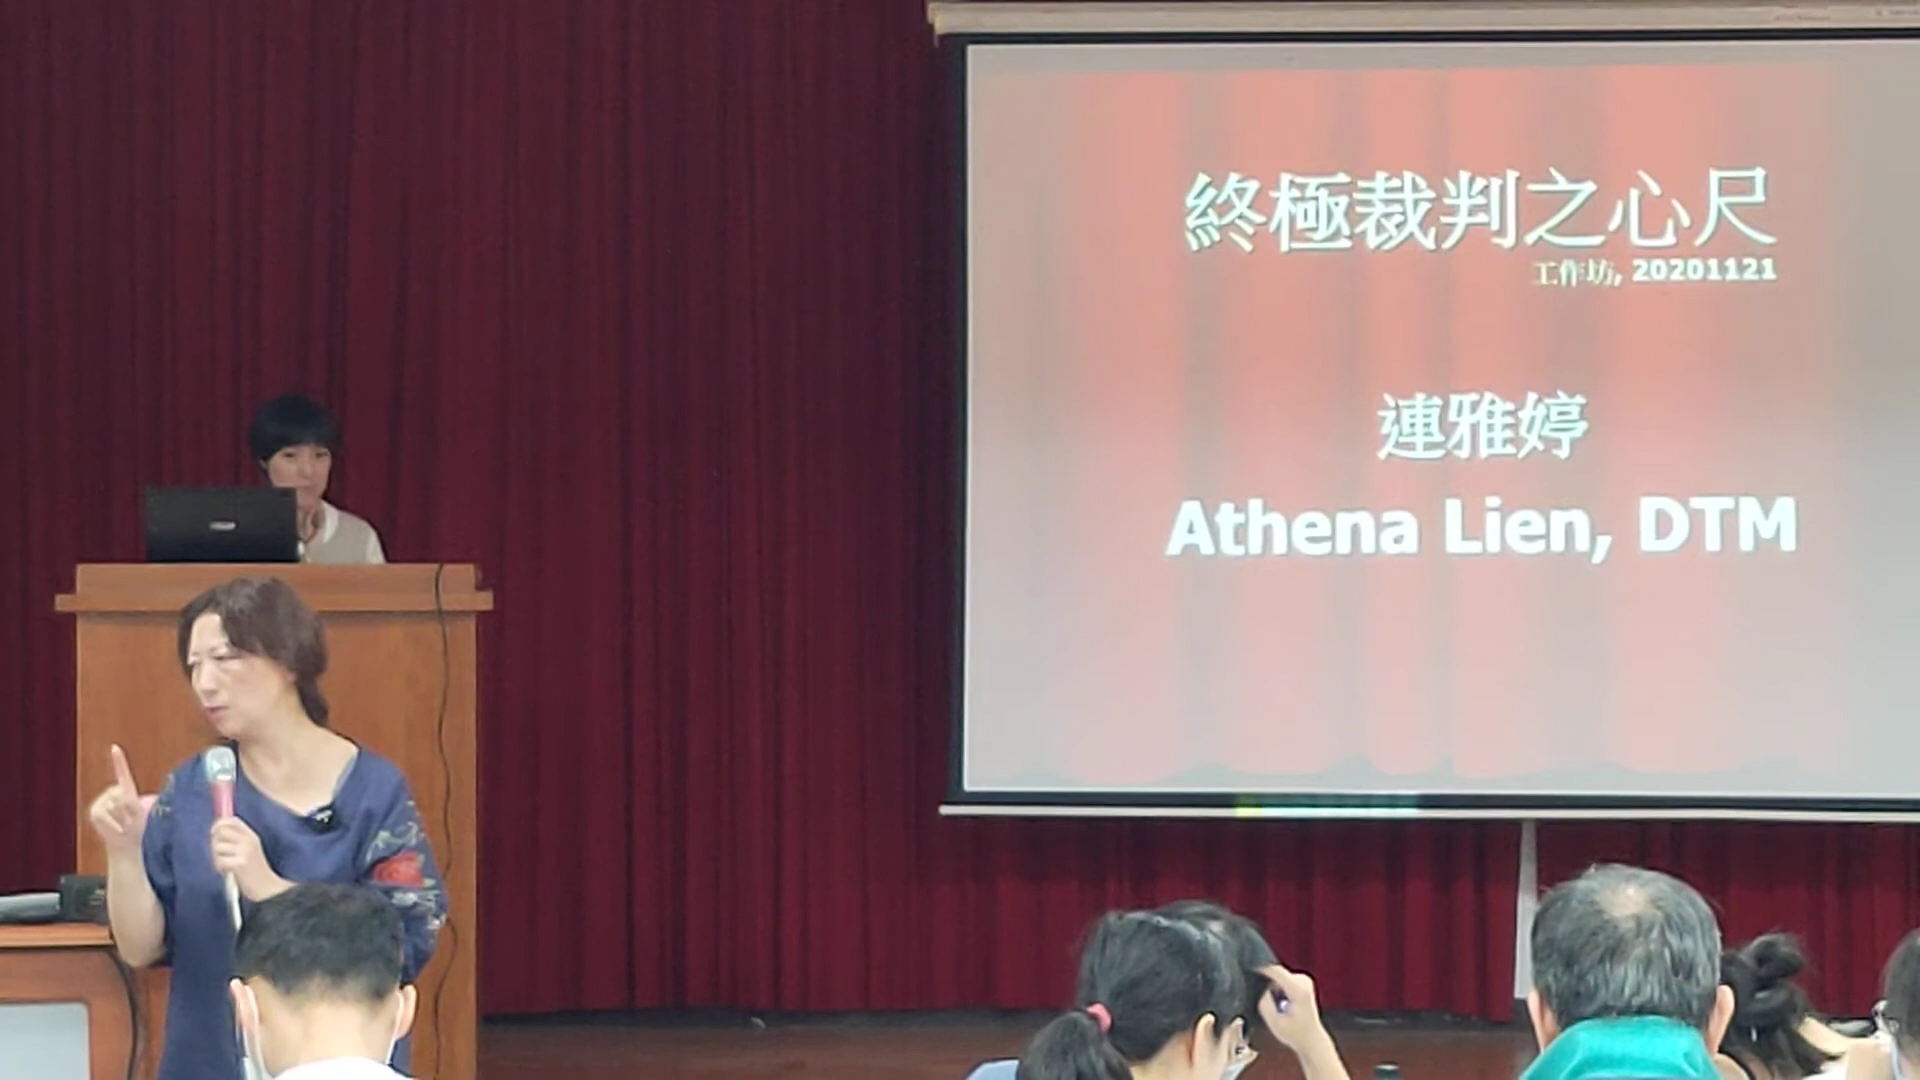 終極裁判之心尺
工作坊, 20201121
連雅婷
Athena Lien, DTM